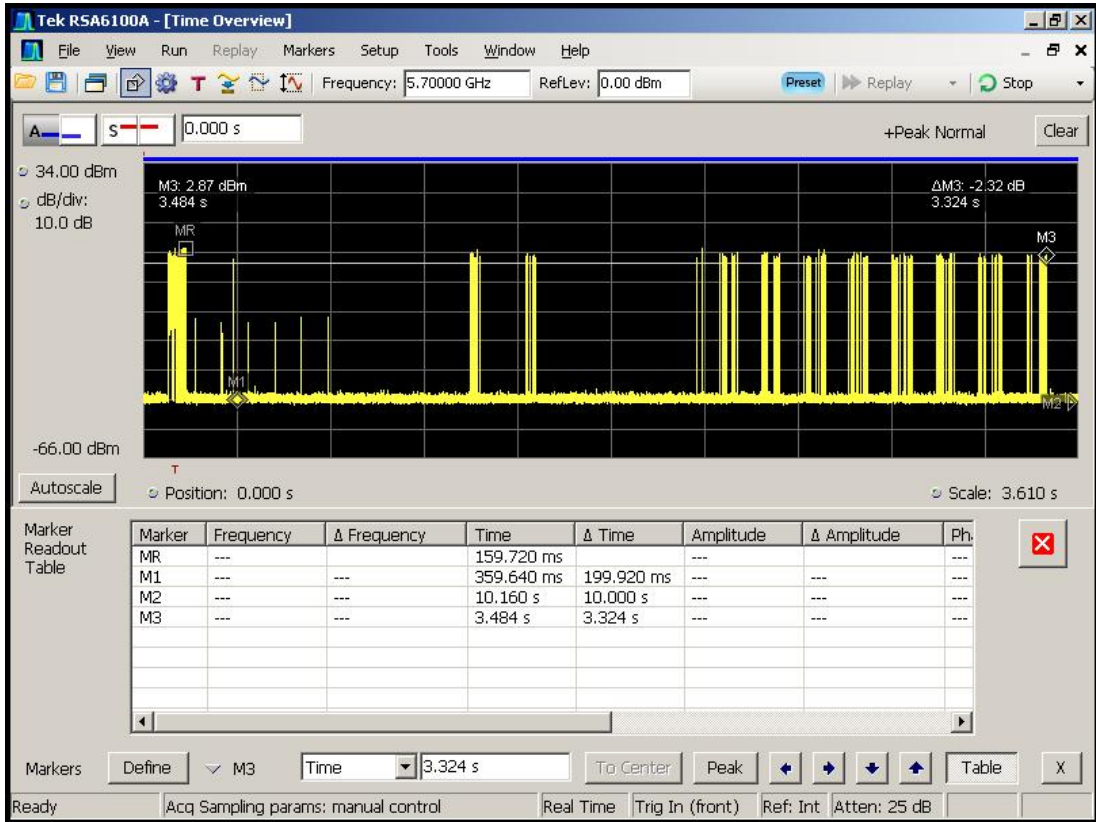 Tek RSA6100A - [Time Overview]
File View Run Replay Markers Setup Tools Window Help
T Frequency: 5.70000 GHz RefLev: 0.00 dBm Preset Replay Stop
A S 0.000 s +Peak Normal Clear
34.00 dBm
dB/div:
10.0 dB
M3: 2.87 dBm
3.484 s
ΔM3: -2.32 dB
3.324 s
MR
M3
M1
M2
-66.00 dBm
T
Autoscale Position: 0.000 s Scale: 3.610 s
Marker
Readout
Table
Marker Frequency Δ Frequency Time Δ Time Amplitude Δ Amplitude Ph
MR --- 159.720 ms --- ---
M1 --- --- 359.640 ms 199.920 ms --- --- ---
M2 --- --- 10.160 s 10.000 s --- --- ---
M3 --- --- 3.484 s 3.324 s --- --- ---
Markers Define M3 Time 3.324 s To Center Peak Table X
Ready Acq Sampling params: manual control Real Time Trig In (front) Ref: Int Atten: 25 dB